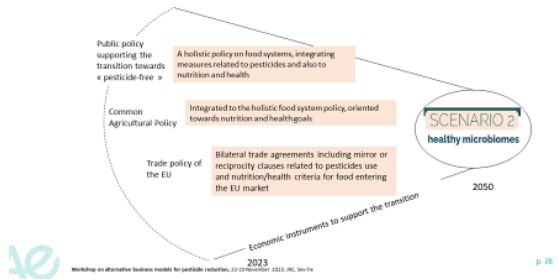 Public policy
supporting the
transition towards
« pesticide-free »
A holistic policy on food systems, integrating
measures related to pesticides and also to
nutrition and health
Common
Agricultural Policy
Integrated to the holistic food system policy, oriented
towards nutrition and health goals
SCENARIO 2
healthy microbiomes
Trade policy of
the EU
Bilateral trade agreements including mirror or
reciprocity clauses related to pesticides use
and nutrition/health criteria for food entering
the EU market
2050
Economic instruments to support the transition
2023
Workshop on alternative business models for pesticide reduction, 22-23 November 2023, JRC, Seville
p. 28